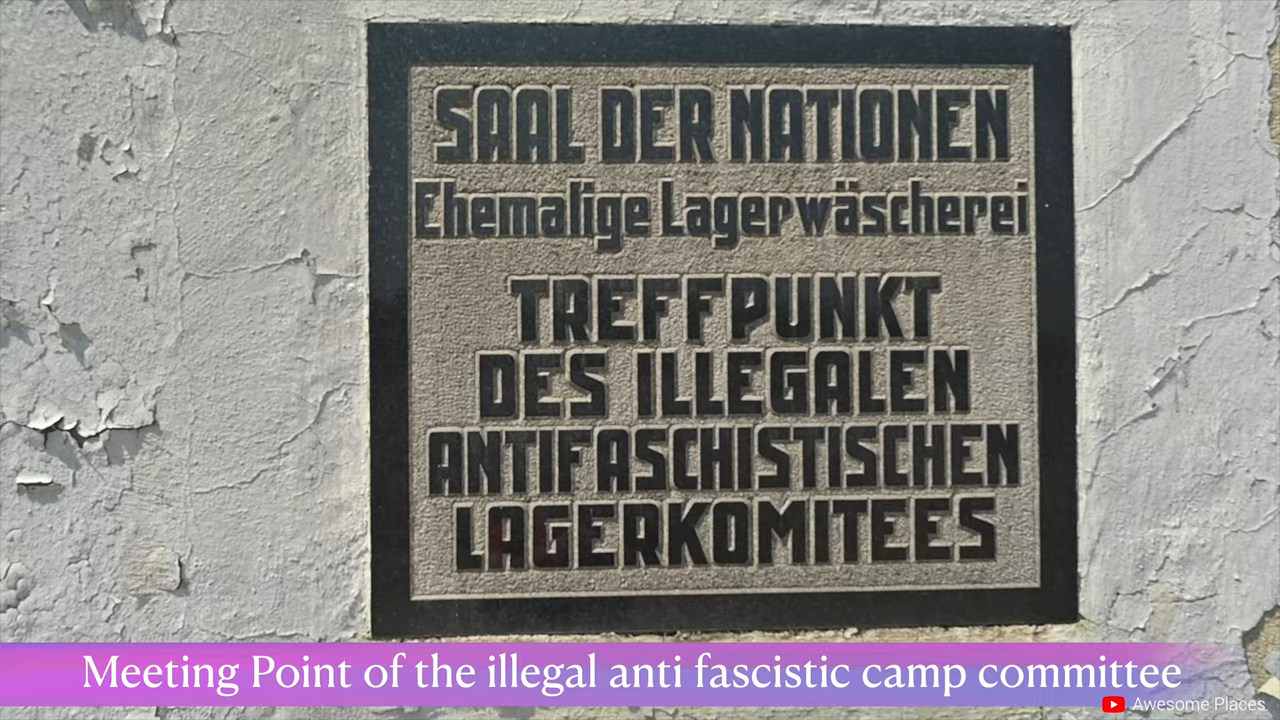 SAAL DER NATIONEN
Ehemalige Lagerwäscherei
TREFFPUNKT
DES ILLEGALEN
ANTIFASCHISTISCHEN
LAGERKOMITEES
Meeting Point of the illegal anti fascistic camp committee
Awesome Places